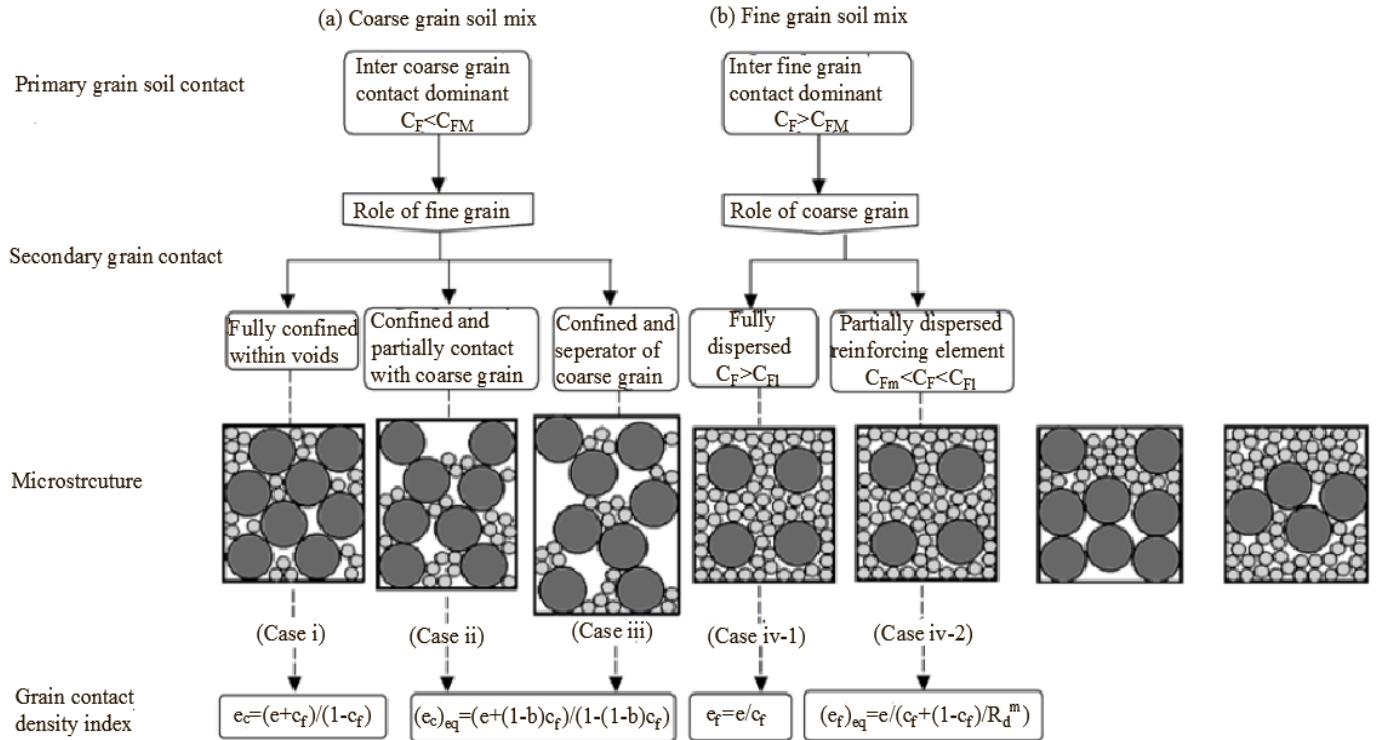 (a) Coarse grain soil mix
(b) Fine grain soil mix
Primary grain soil contact
Inter coarse grain
contact dominant
C_F<C_FM
Inter fine grain
contact dominant
C_F>C_FM
Role of fine grain
Role of coarse grain
Secondary grain contact
Fully confined
within voids
Confined and
partially contact
with coarse grain
Confined and
seperator of
coarse grain
Fully
dispersed
C_F>C_Fl
Partially dispersed
reinforcing element
C_Fm<C_F<C_Fl
Microstrcuture
(Case i)
(Case ii)
(Case iii)
(Case iv-1)
(Case iv-2)
Grain contact
density index
e_c=(e+c_f)/(1-c_f)
(e_c)_eq=(e+(1-b)c_f)/(1-(1-b)c_f)
e_f=e/c_f
(e_f)_eq=e/(c_f+(1-c_f)/R_d^m)